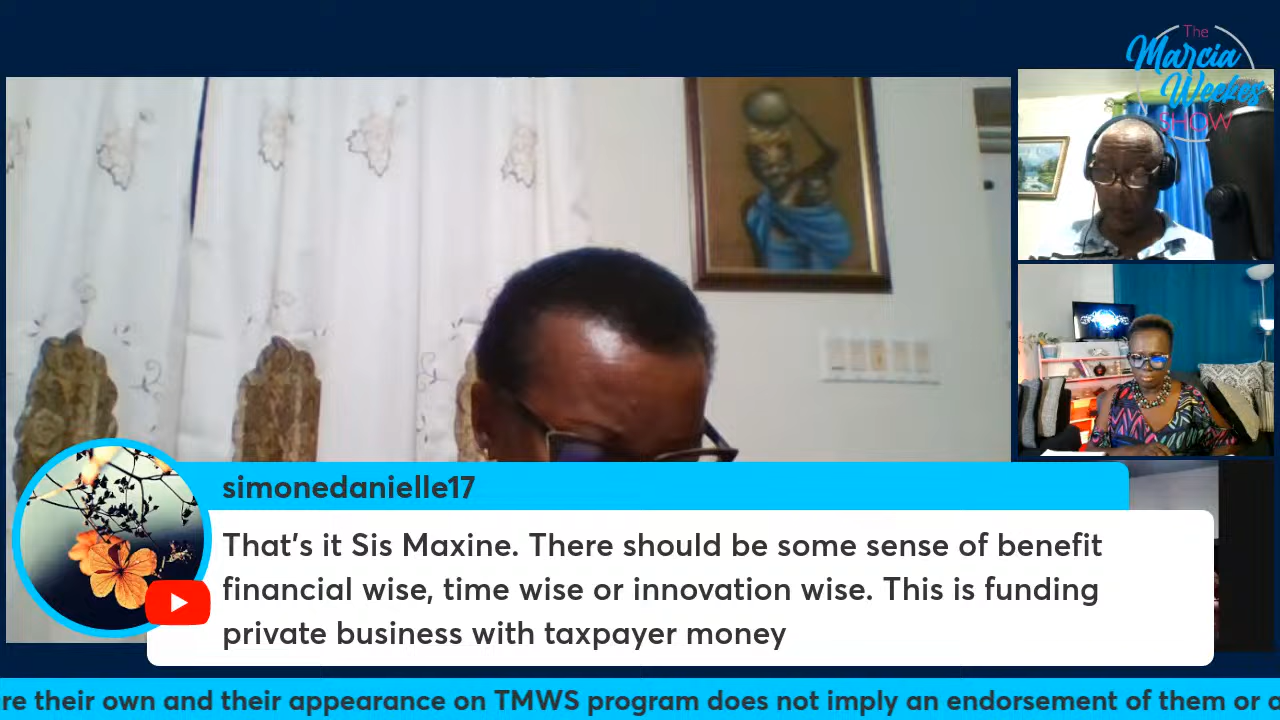 The
Marcia
Weekes
SHOW
simonedanielle17
That's it Sis Maxine. There should be some sense of benefit
financial wise, time wise or innovation wise. This is funding
private business with taxpayer money
re their own and their appearance on TMWS program does not imply an endorsement of them or